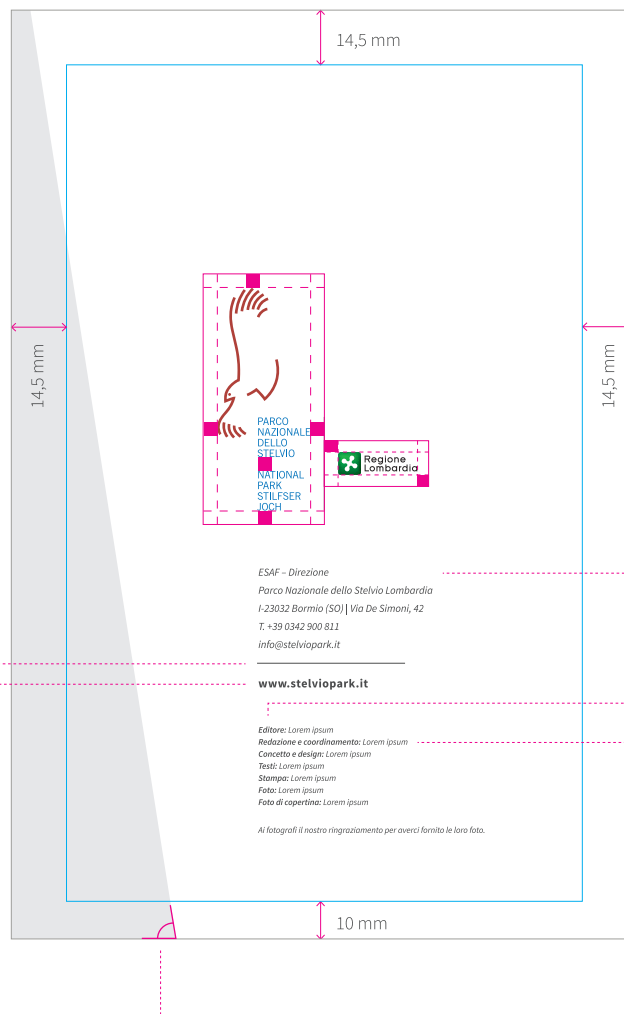 14,5 mm
14,5 mm
14,5 mm
PARCO
NAZIONALE
DELLO
STELVIO
NATIONAL
PARK
STILFSER
JOCH
Regione
Lombardia
ESAF – Direzione
Parco Nazionale dello Stelvio Lombardia
I-23032 Bormio (SO) | Via De Simoni, 42
T. +39 0342 900 811
info@stelviopark.it
www.stelviopark.it
Editore: Lorem ipsum
Redazione e coordinamento: Lorem ipsum
Concetto e design: Lorem ipsum
Testi: Lorem ipsum
Stampa: Lorem ipsum
Foto: Lorem ipsum
Foto di copertina: Lorem ipsum
Ai fotografi il nostro ringraziamento per averci fornito le loro foto.
10 mm